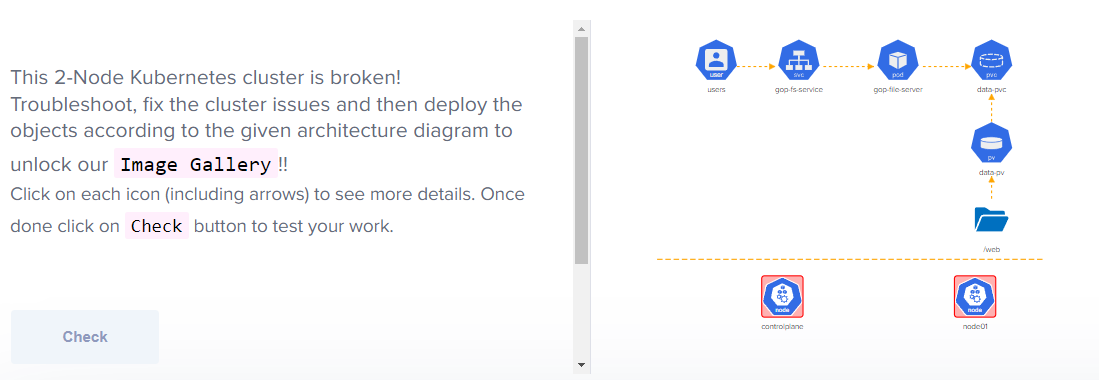 This 2-Node Kubernetes cluster is broken!
Troubleshoot, fix the cluster issues and then deploy the
objects according to the given architecture diagram to
unlock our Image Gallery !!
Click on each icon (including arrows) to see more details. Once
done click on Check button to test your work.
Check
user
svc
pod
pvc
users
gop-fs-service
gop-file-server
data-pvc
pv
data-pv
/web
node
node
controlplane
node01